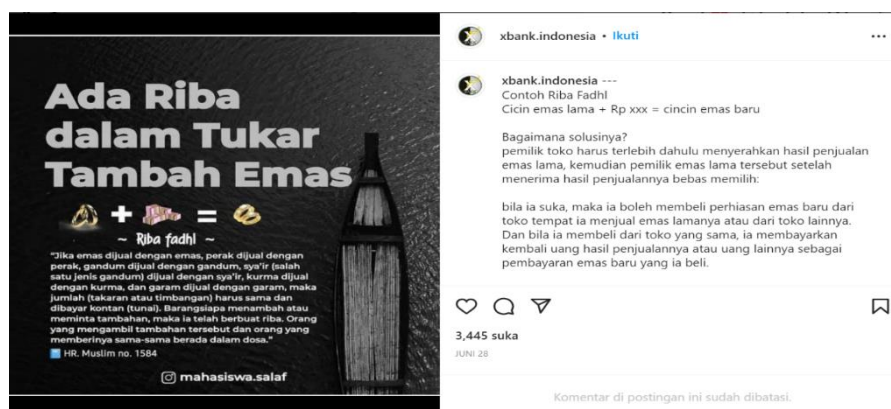 Ada Riba
dalam Tukar
Tambah Emas
+ =
~ Riba fadhl ~
"Jika emas dijual dengan emas, perak dijual dengan
perak, gandum dijual dengan gandum, sya'ir (salah
satu jenis gandum) dijual dengan sya'ir, kurma dijual
dengan kurma, dan garam dijual dengan garam, maka
jumlah (takaran atau timbangan) harus sama dan
dibayar kontan (tunai). Barangsiapa menambah atau
meminta tambahan, maka ia telah berbuat riba. Orang
yang mengambil tambahan tersebut dan orang yang
memberinya sama-sama berada dalam dosa."
HR. Muslim no. 1584
mahasiswa.salaf
xbank.indonesia • Ikuti
xbank.indonesia ---
Contoh Riba Fadhl
Cicin emas lama + Rp xxx = cincin emas baru
Bagaimana solusinya?
pemilik toko harus terlebih dahulu menyerahkan hasil penjualan
emas lama, kemudian pemilik emas lama tersebut setelah
menerima hasil penjualannya bebas memilih:
bila ia suka, maka ia boleh membeli perhiasan emas baru dari
toko tempat ia menjual emas lamanya atau dari toko lainnya.
Dan bila ia membeli dari toko yang sama, ia membayarkan
kembali uang hasil penjualannya atau uang lainnya sebagai
pembayaran emas baru yang ia beli.
3,445 suka
JUNI 28
Komentar di postingan ini sudah dibatasi.